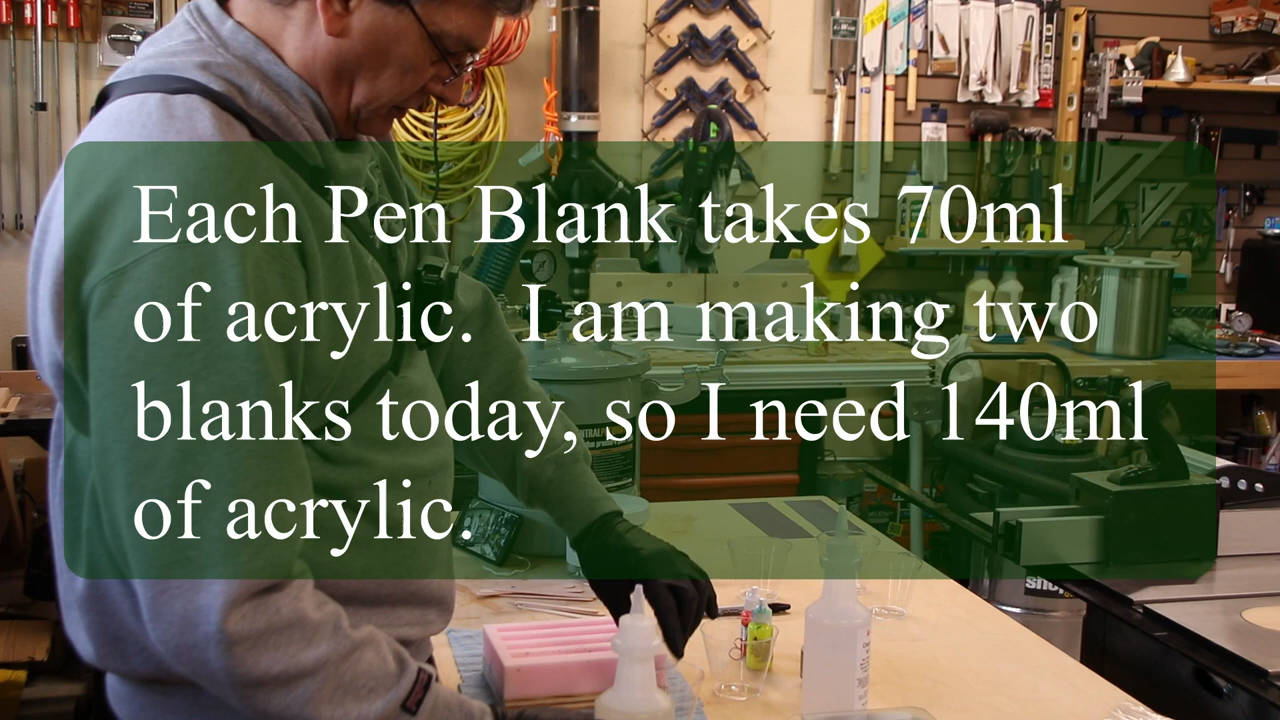 Each Pen Blank takes 70ml
of acrylic.  I am making two
blanks today, so I need 140ml
of acrylic.